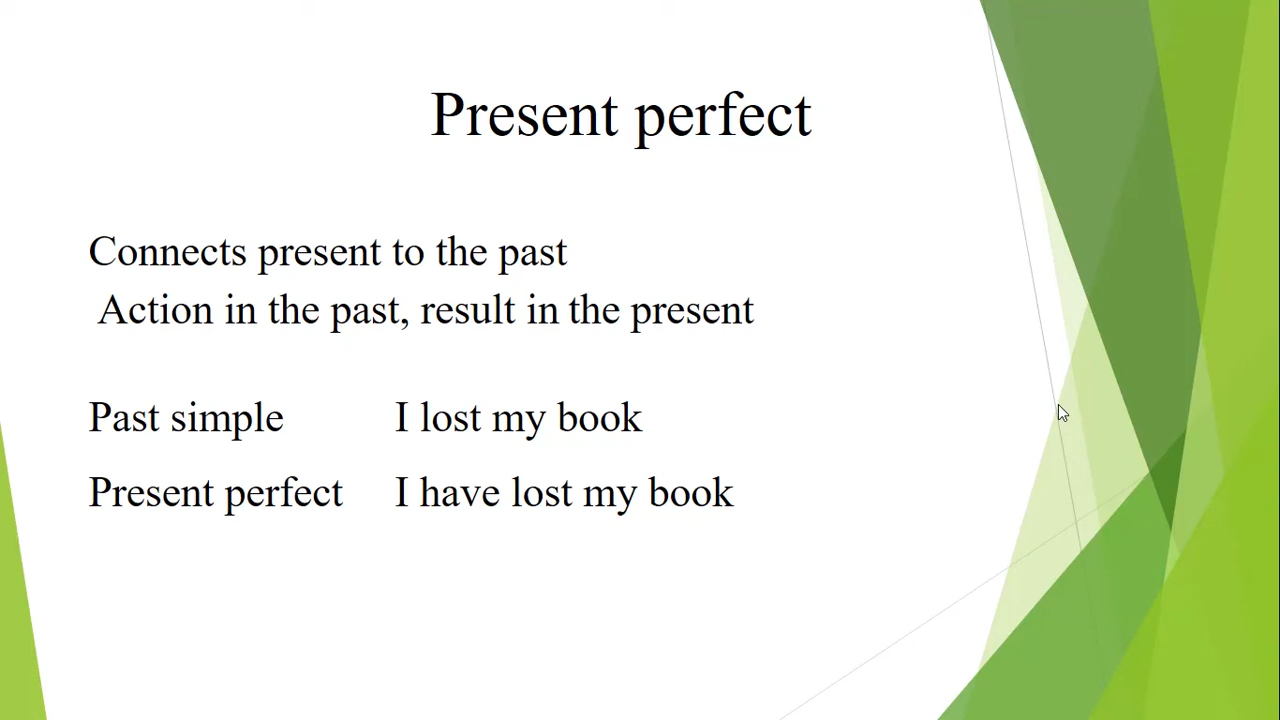 Present perfect
Connects present to the past
Action in the past, result in the present
Past simple I lost my book
Present perfect I have lost my book